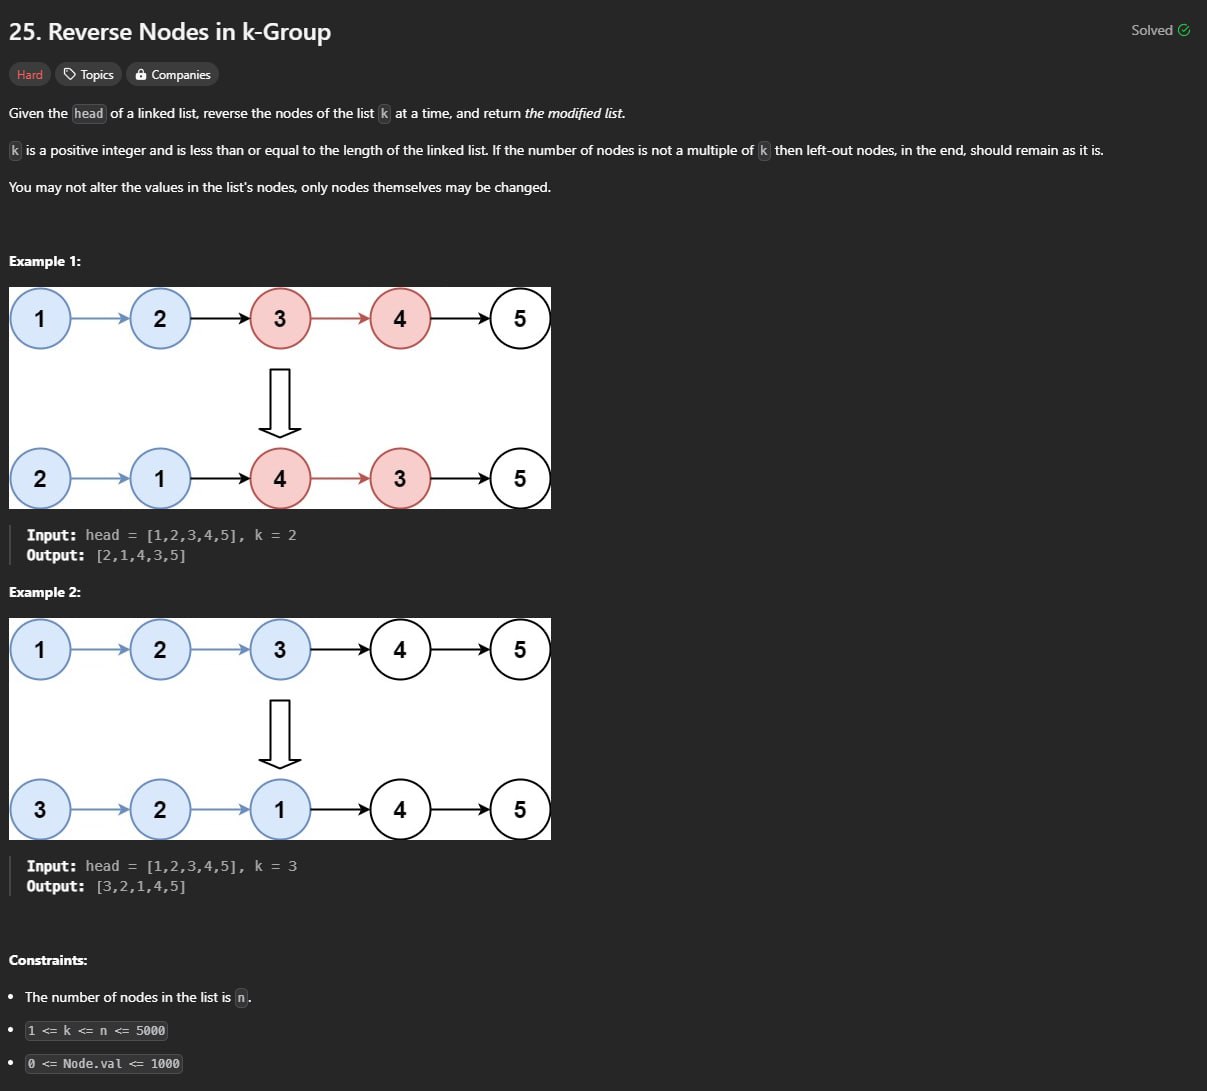 25. Reverse Nodes in k-Group
Solved
Hard Topics Companies
Given the head of a linked list, reverse the nodes of the list k at a time, and return the modified list.
k is a positive integer and is less than or equal to the length of the linked list. If the number of nodes is not a multiple of k then left-out nodes, in the end, should remain as it is.
You may not alter the values in the list's nodes, only nodes themselves may be changed.
Example 1:
1 2 3 4 5
2 1 4 3 5
Input: head = [1,2,3,4,5], k = 2
Output: [2,1,4,3,5]
Example 2:
1 2 3 4 5
3 2 1 4 5
Input: head = [1,2,3,4,5], k = 3
Output: [3,2,1,4,5]
Constraints:
• The number of nodes in the list is n.
• 1 <= k <= n <= 5000
• 0 <= Node.val <= 1000